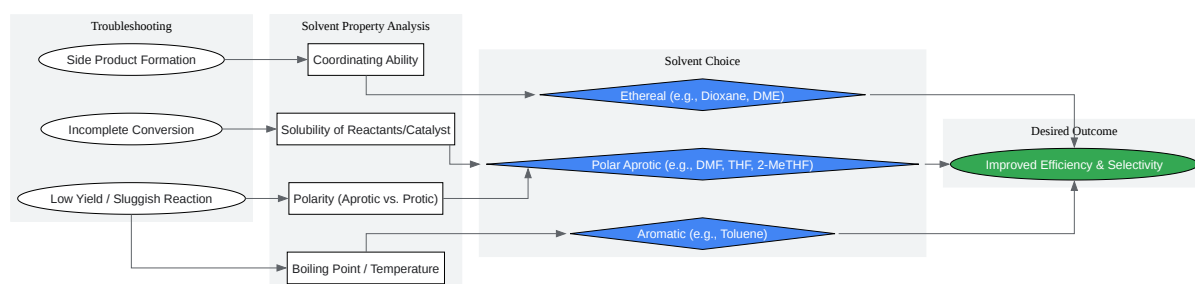 Troubleshooting
Side Product Formation
Incomplete Conversion
Low Yield / Sluggish Reaction
Solvent Property Analysis
Coordinating Ability
Solubility of Reactants/Catalyst
Polarity (Aprotic vs. Protic)
Boiling Point / Temperature
Solvent Choice
Ethereal (e.g., Dioxane, DME)
Polar Aprotic (e.g., DMF, THF, 2-MeTHF)
Aromatic (e.g., Toluene)
Desired Outcome
Improved Efficiency & Selectivity